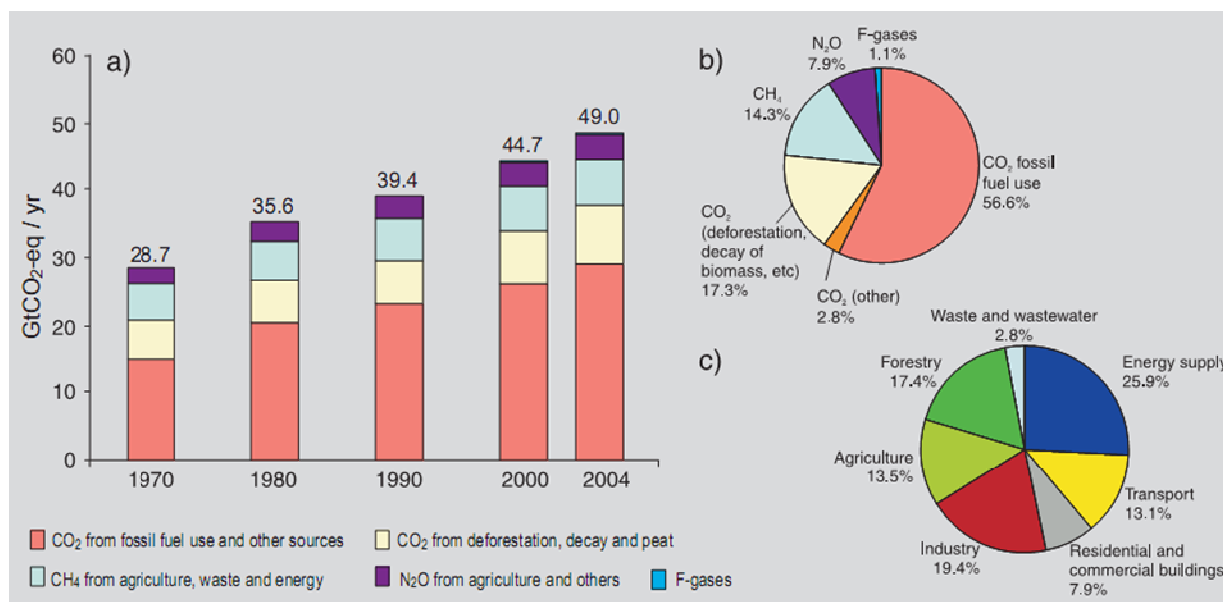 a)
GtCO2-eq / yr
60
50
40
30
20
10
0
28.7
35.6
39.4
44.7
49.0
1970
1980
1990
2000
2004
b)
F-gases
1.1%
N2O
7.9%
CH4
14.3%
CO2 fossil
fuel use
56.6%
CO2
(deforestation,
decay of
biomass, etc)
17.3%
CO2 (other)
2.8%
c)
Waste and wastewater
2.8%
Forestry
17.4%
Energy supply
25.9%
Agriculture
13.5%
Transport
13.1%
Industry
19.4%
Residential and
commercial buildings
7.9%
CO2 from fossil fuel use and other sources
CO2 from deforestation, decay and peat
CH4 from agriculture, waste and energy
N2O from agriculture and others
F-gases